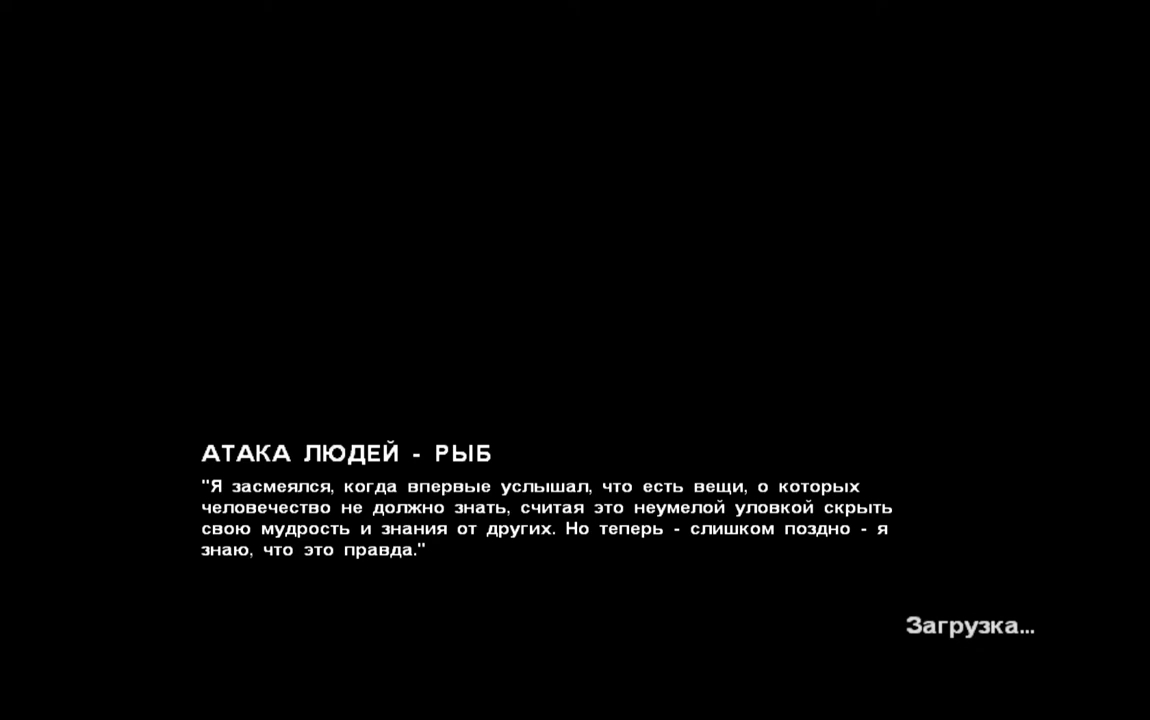 АТАКА ЛЮДЕЙ - РЫБ
"Я засмеялся, когда впервые услышал, что есть вещи, о которых
человечество не должно знать, считая это неумелой уловкой скрыть
свою мудрость и знания от других. Но теперь - слишком поздно - я
знаю, что это правда."
Загрузка...